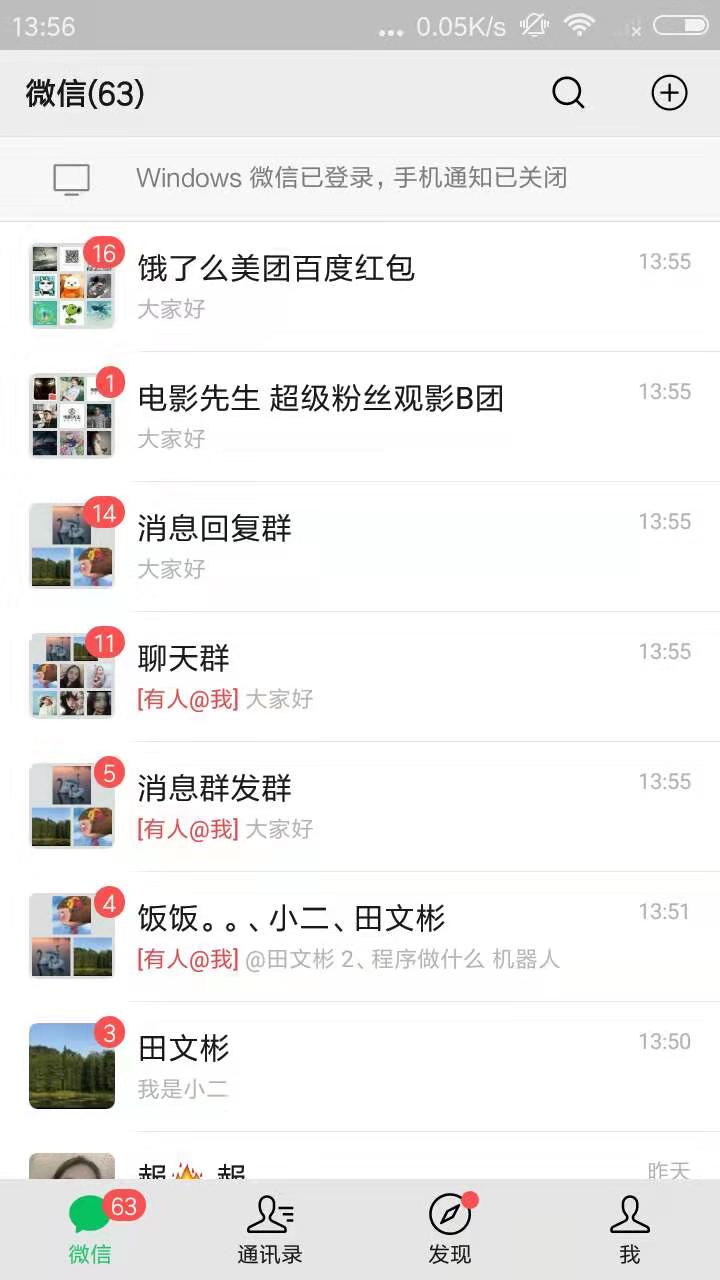 13:56
... 0.05K/s
微信(63)
Windows 微信已登录，手机通知已关闭
16
饿了么美团百度红包
13:55
大家好
1
电影先生 超级粉丝观影B团
13:55
大家好
14
消息回复群
13:55
大家好
11
聊天群
13:55
[有人@我] 大家好
5
消息群发群
13:55
[有人@我] 大家好
4
饭饭。。、小二、田文彬
13:51
[有人@我] @田文彬 2、程序做什么 机器人
3
田文彬
13:50
我是小二
昨天
63
微信
通讯录
发现
我